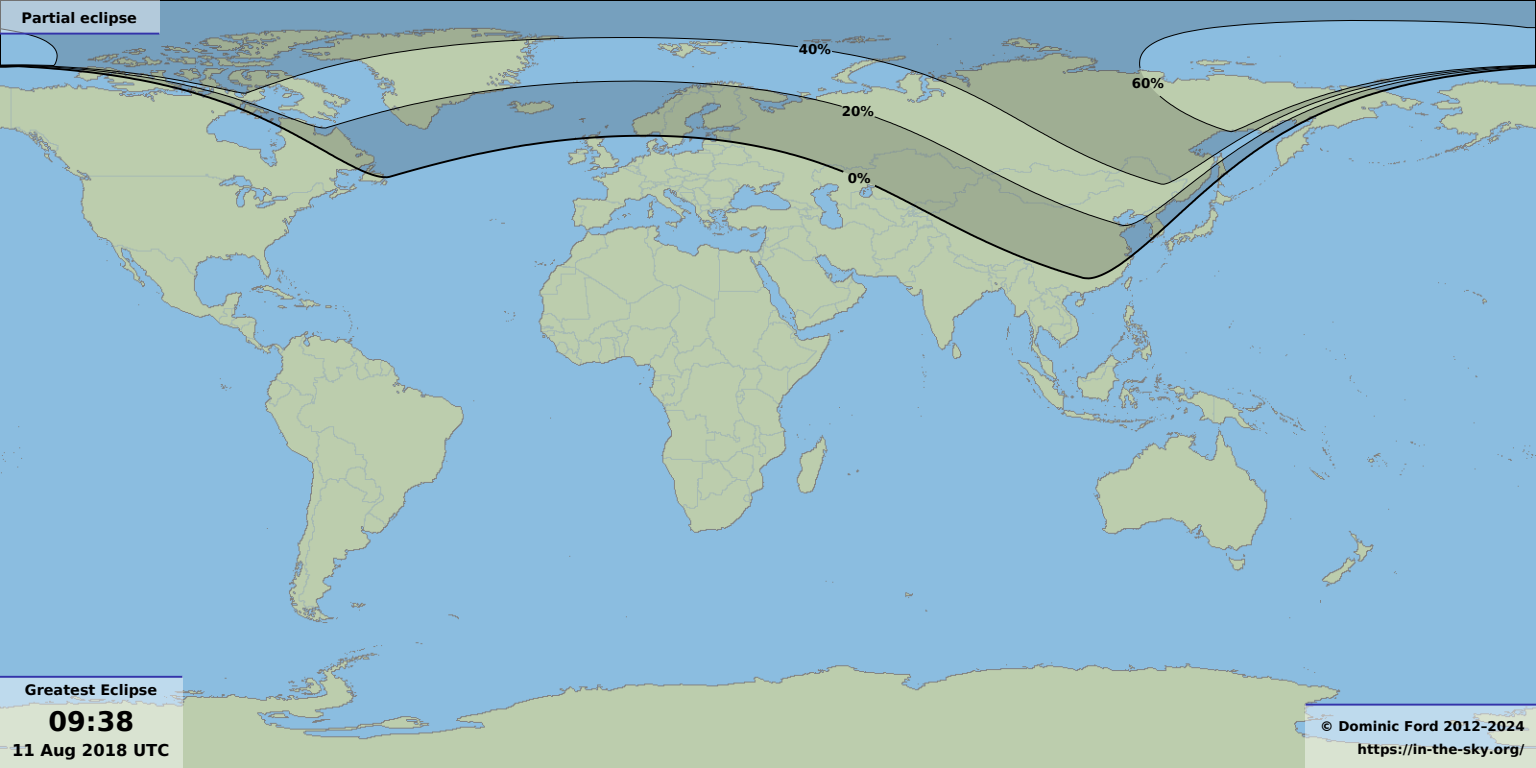 Partial eclipse
40%
60%
20%
0%
Greatest Eclipse
09:38
11 Aug 2018 UTC
© Dominic Ford 2012–2024
https://in-the-sky.org/